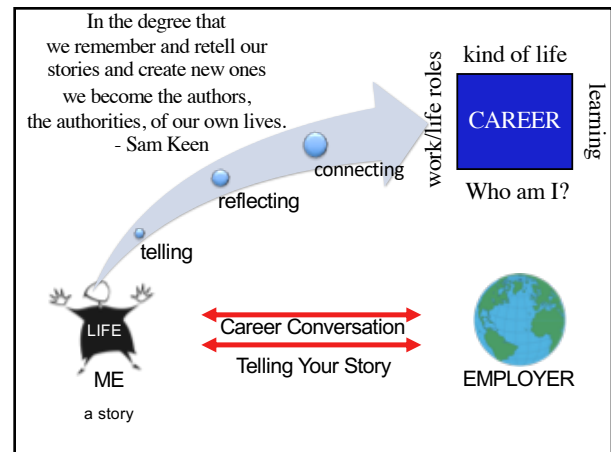 In the degree that
we remember and retell our
stories and create new ones
we become the authors,
the authorities, of our own lives.
- Sam Keen
kind of life
work/life roles
CAREER
learning
Who am I?
connecting
reflecting
telling
LIFE
ME
a story
Career Conversation
Telling Your Story
EMPLOYER